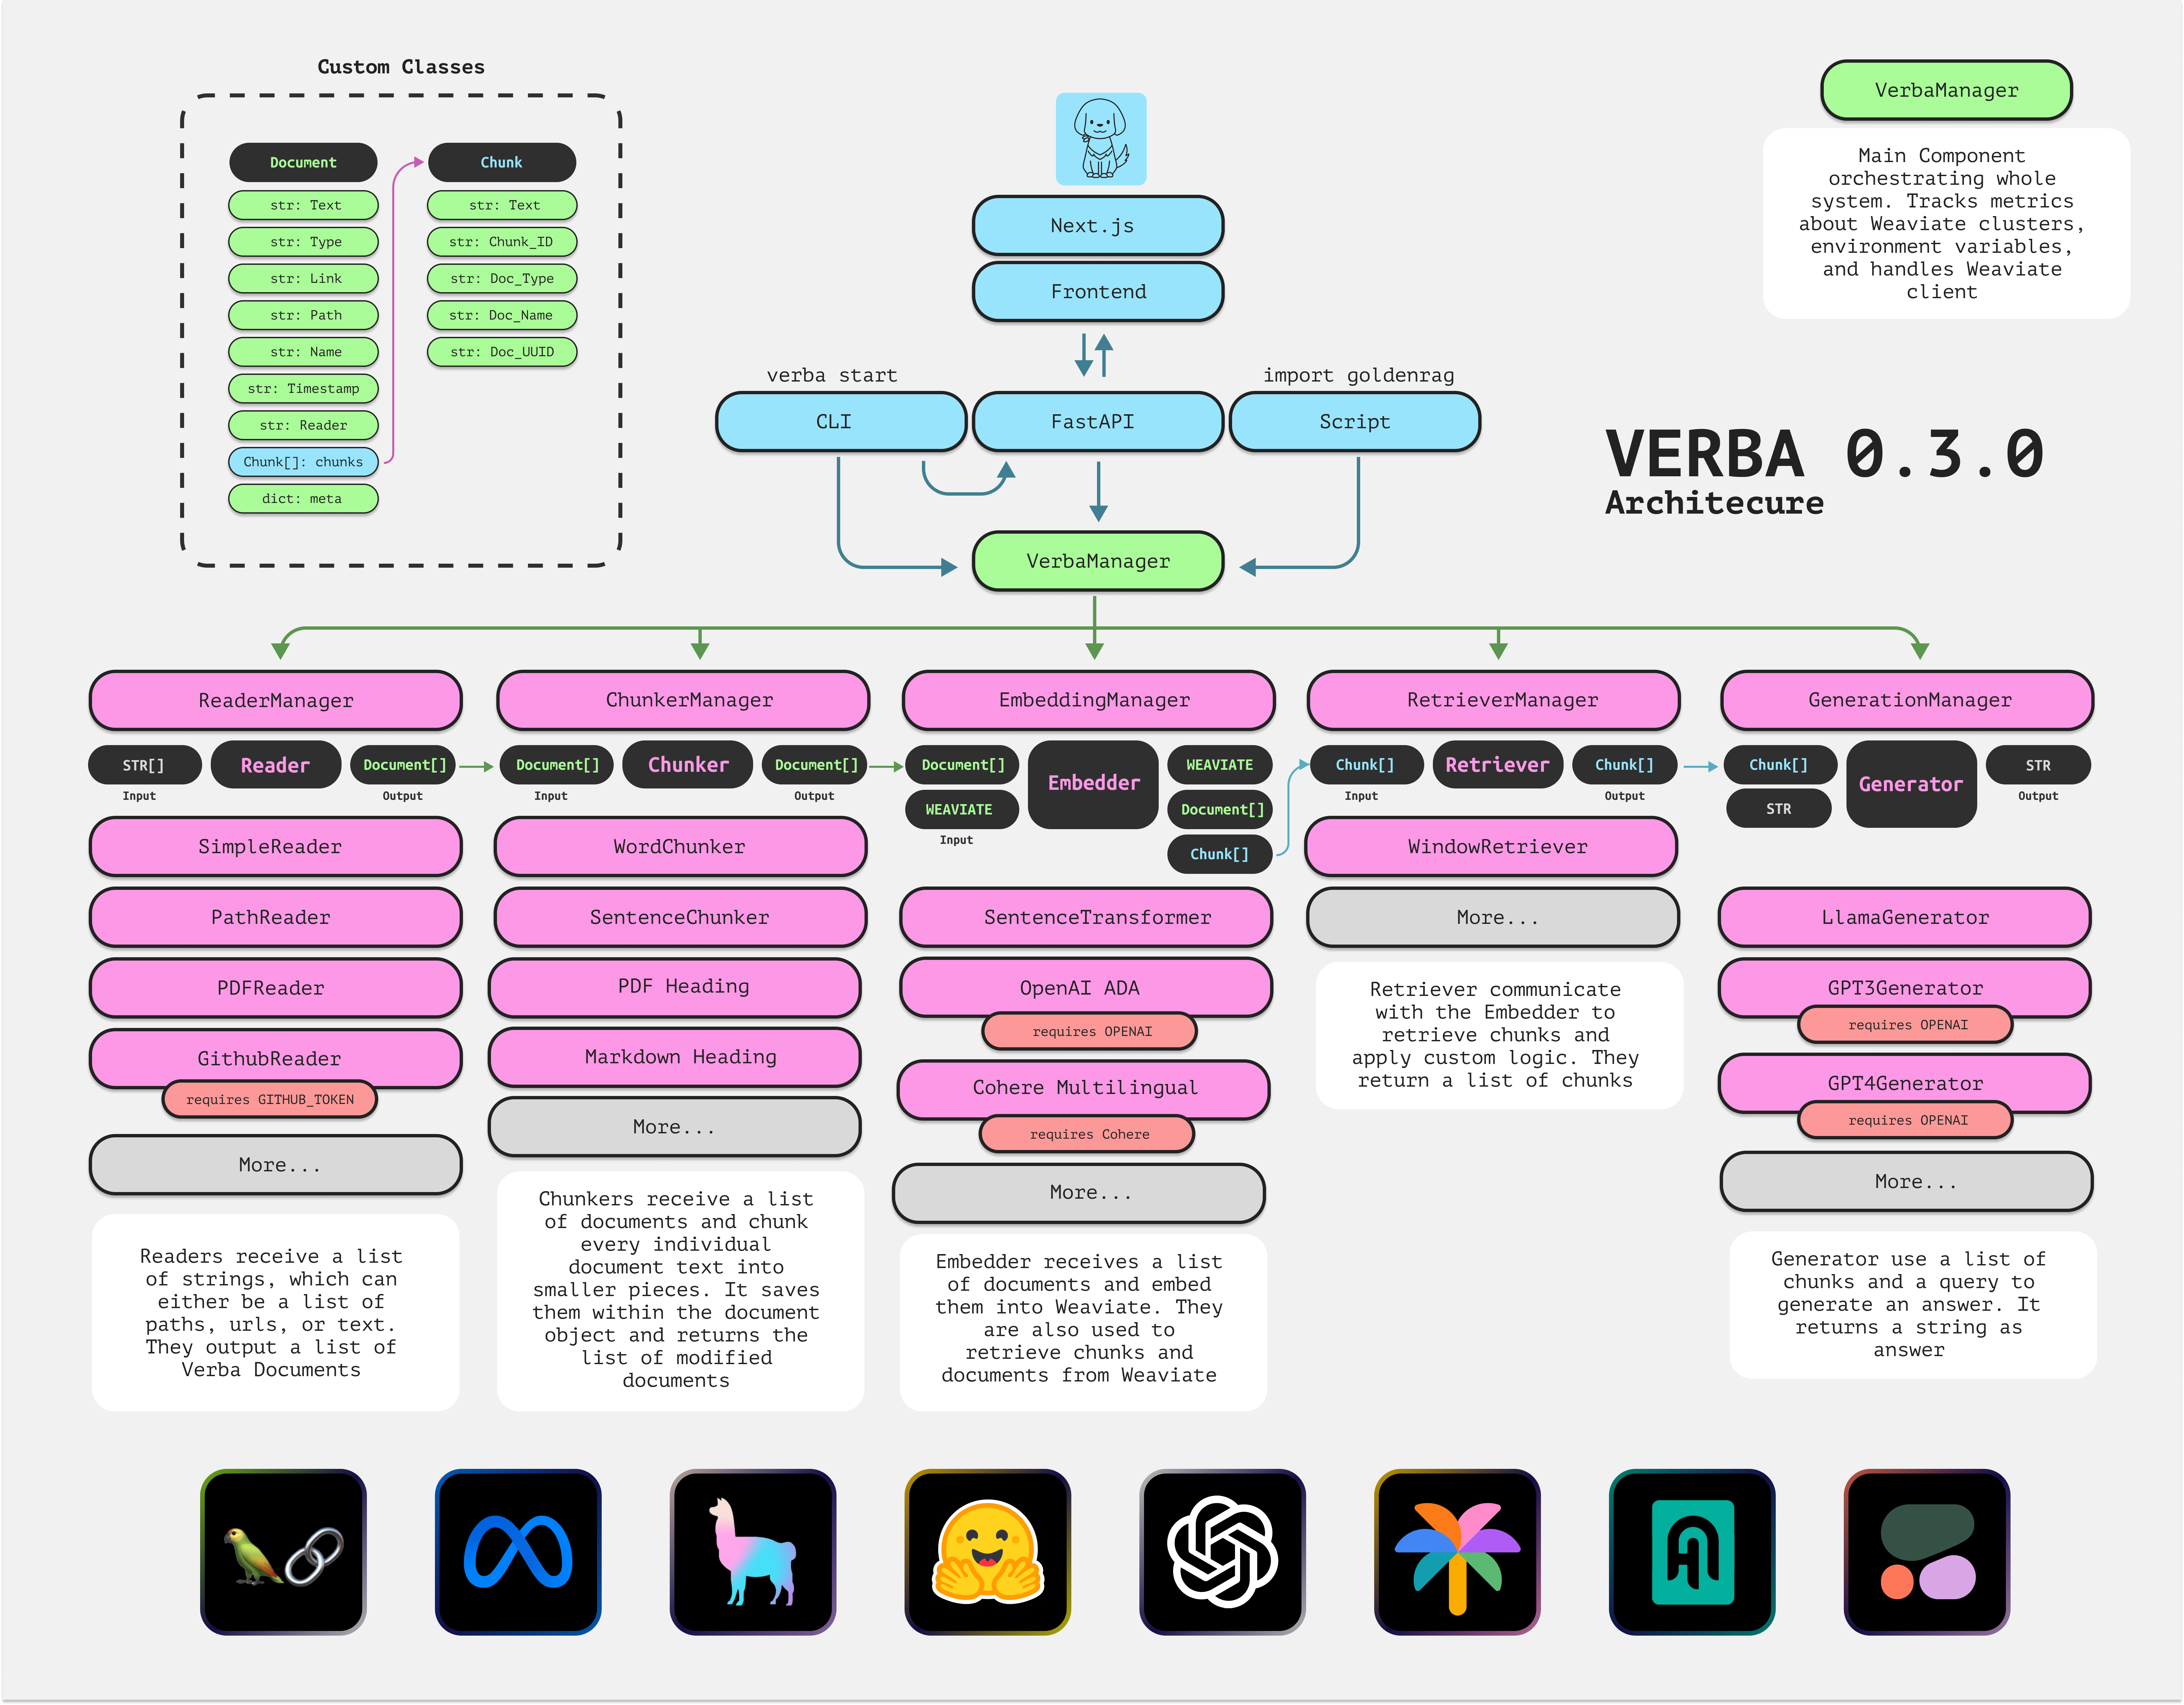 Custom Classes
Document
str: Text
str: Type
str: Link
str: Path
str: Name
str: Timestamp
str: Reader
Chunk[]: chunks
dict: meta
Chunk
str: Text
str: Chunk_ID
str: Doc_Type
str: Doc_Name
str: Doc_UUID
Next.js
Frontend
verba start
import goldenrag
CLI
FastAPI
Script
VerbaManager
VerbaManager
Main Component
orchestrating whole
system. Tracks metrics
about Weaviate clusters,
environment variables,
and handles Weaviate
client
VERBA 0.3.0
Architecure
ReaderManager
STR[]
Input
Reader
Document[]
Output
SimpleReader
PathReader
PDFReader
GithubReader
requires GITHUB_TOKEN
More...
Readers receive a list
of strings, which can
either be a list of
paths, urls, or text.
They output a list of
Verba Documents
ChunkerManager
Document[]
Input
Chunker
Document[]
Output
WordChunker
SentenceChunker
PDF Heading
Markdown Heading
More...
Chunkers receive a list
of documents and chunk
every individual
document text into
smaller pieces. It saves
them within the document
object and returns the
list of modified
documents
EmbeddingManager
Document[]
WEAVIATE
Input
Embedder
WEAVIATE
Document[]
Chunk[]
SentenceTransformer
OpenAI ADA
requires OPENAI
Cohere Multilingual
requires Cohere
More...
Embedder receives a list
of documents and embed
them into Weaviate. They
are also used to
retrieve chunks and
documents from Weaviate
RetrieverManager
Chunk[]
Input
Retriever
Chunk[]
Output
WindowRetriever
More...
Retriever communicate
with the Embedder to
retrieve chunks and
apply custom logic. They
return a list of chunks
GenerationManager
Chunk[]
STR
Generator
STR
Output
LlamaGenerator
GPT3Generator
requires OPENAI
GPT4Generator
requires OPENAI
More...
Generator use a list of
chunks and a query to
generate an answer. It
returns a string as
answer